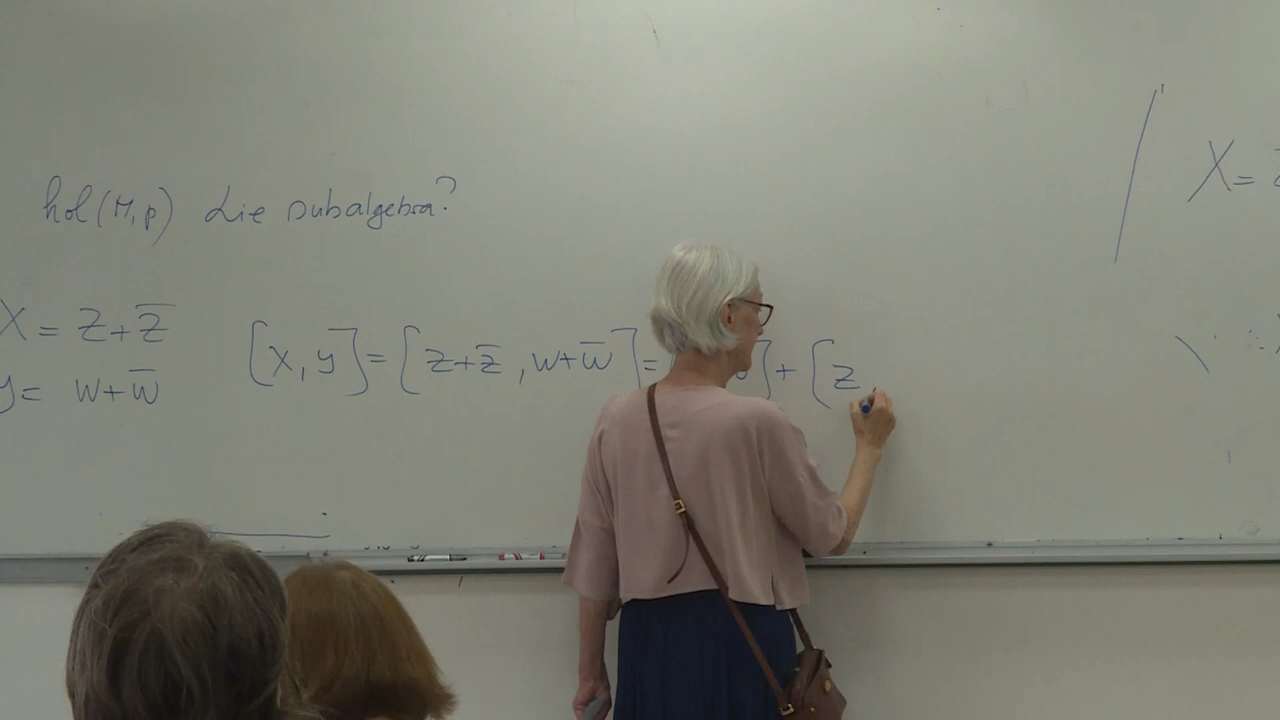 hol(M,p) Lie subalgebra?
X = Z + Z̄
Y = W + W̄
[X, Y] = [Z + Z̄, W + W̄] = ] + [Z
X =